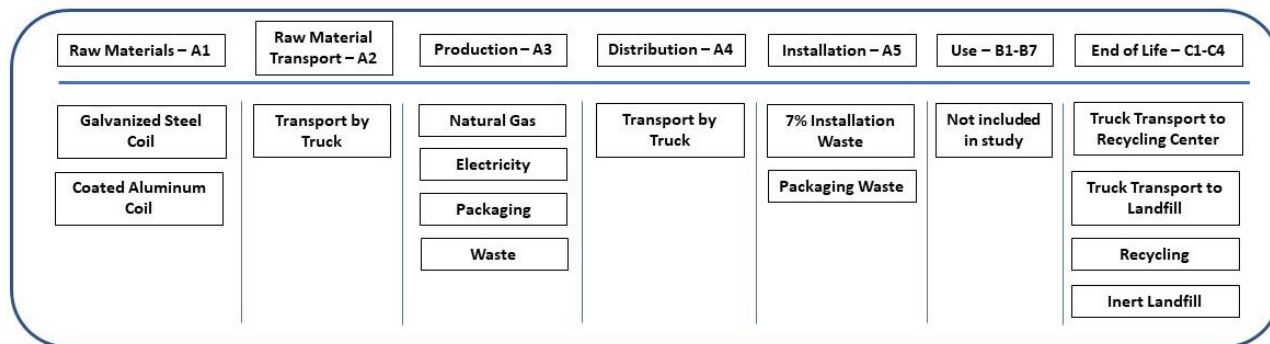 Raw Materials – A1
Raw Material
Transport – A2
Production – A3
Distribution – A4
Installation – A5
Use – B1-B7
End of Life – C1-C4
Galvanized Steel
Coil
Coated Aluminum
Coil
Transport by
Truck
Natural Gas
Electricity
Packaging
Waste
Transport by
Truck
7% Installation
Waste
Packaging Waste
Not included
in study
Truck Transport to
Recycling Center
Truck Transport to
Landfill
Recycling
Inert Landfill